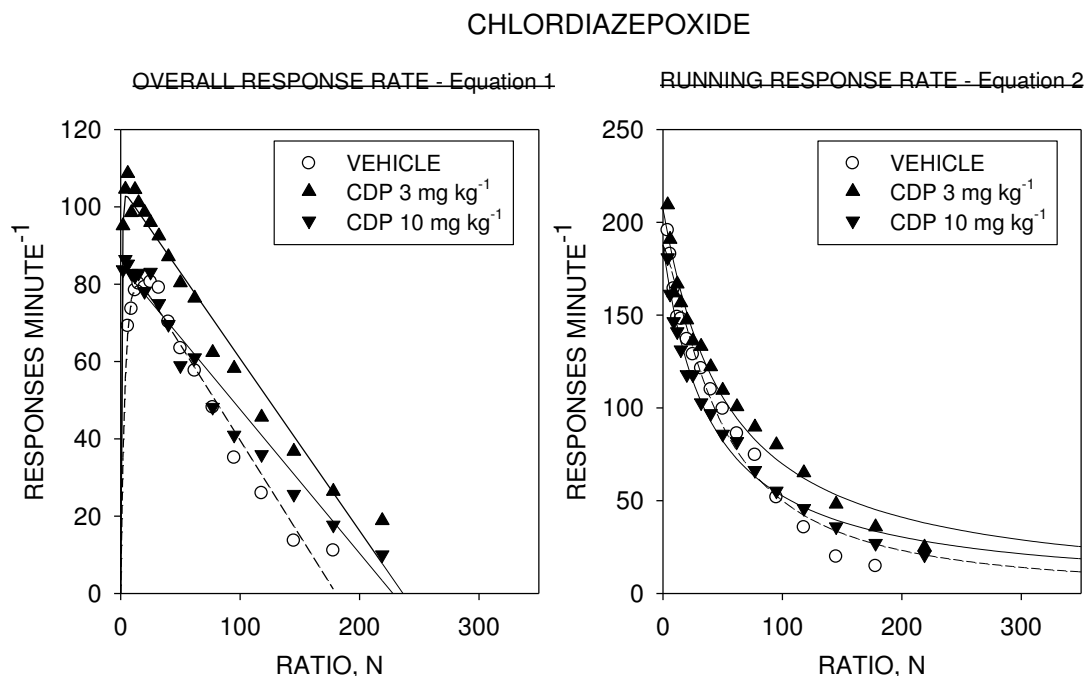 CHLORDIAZEPOXIDE
OVERALL RESPONSE RATE - Equation 1
RUNNING RESPONSE RATE - Equation 2
RESPONSES MINUTE⁻¹
120
100
80
60
40
20
0
VEHICLE
CDP 3 mg kg⁻¹
CDP 10 mg kg⁻¹
0 100 200 300
RATIO, N
RESPONSES MINUTE⁻¹
250
200
150
100
50
0
VEHICLE
CDP 3 mg kg⁻¹
CDP 10 mg kg⁻¹
0 100 200 300
RATIO, N